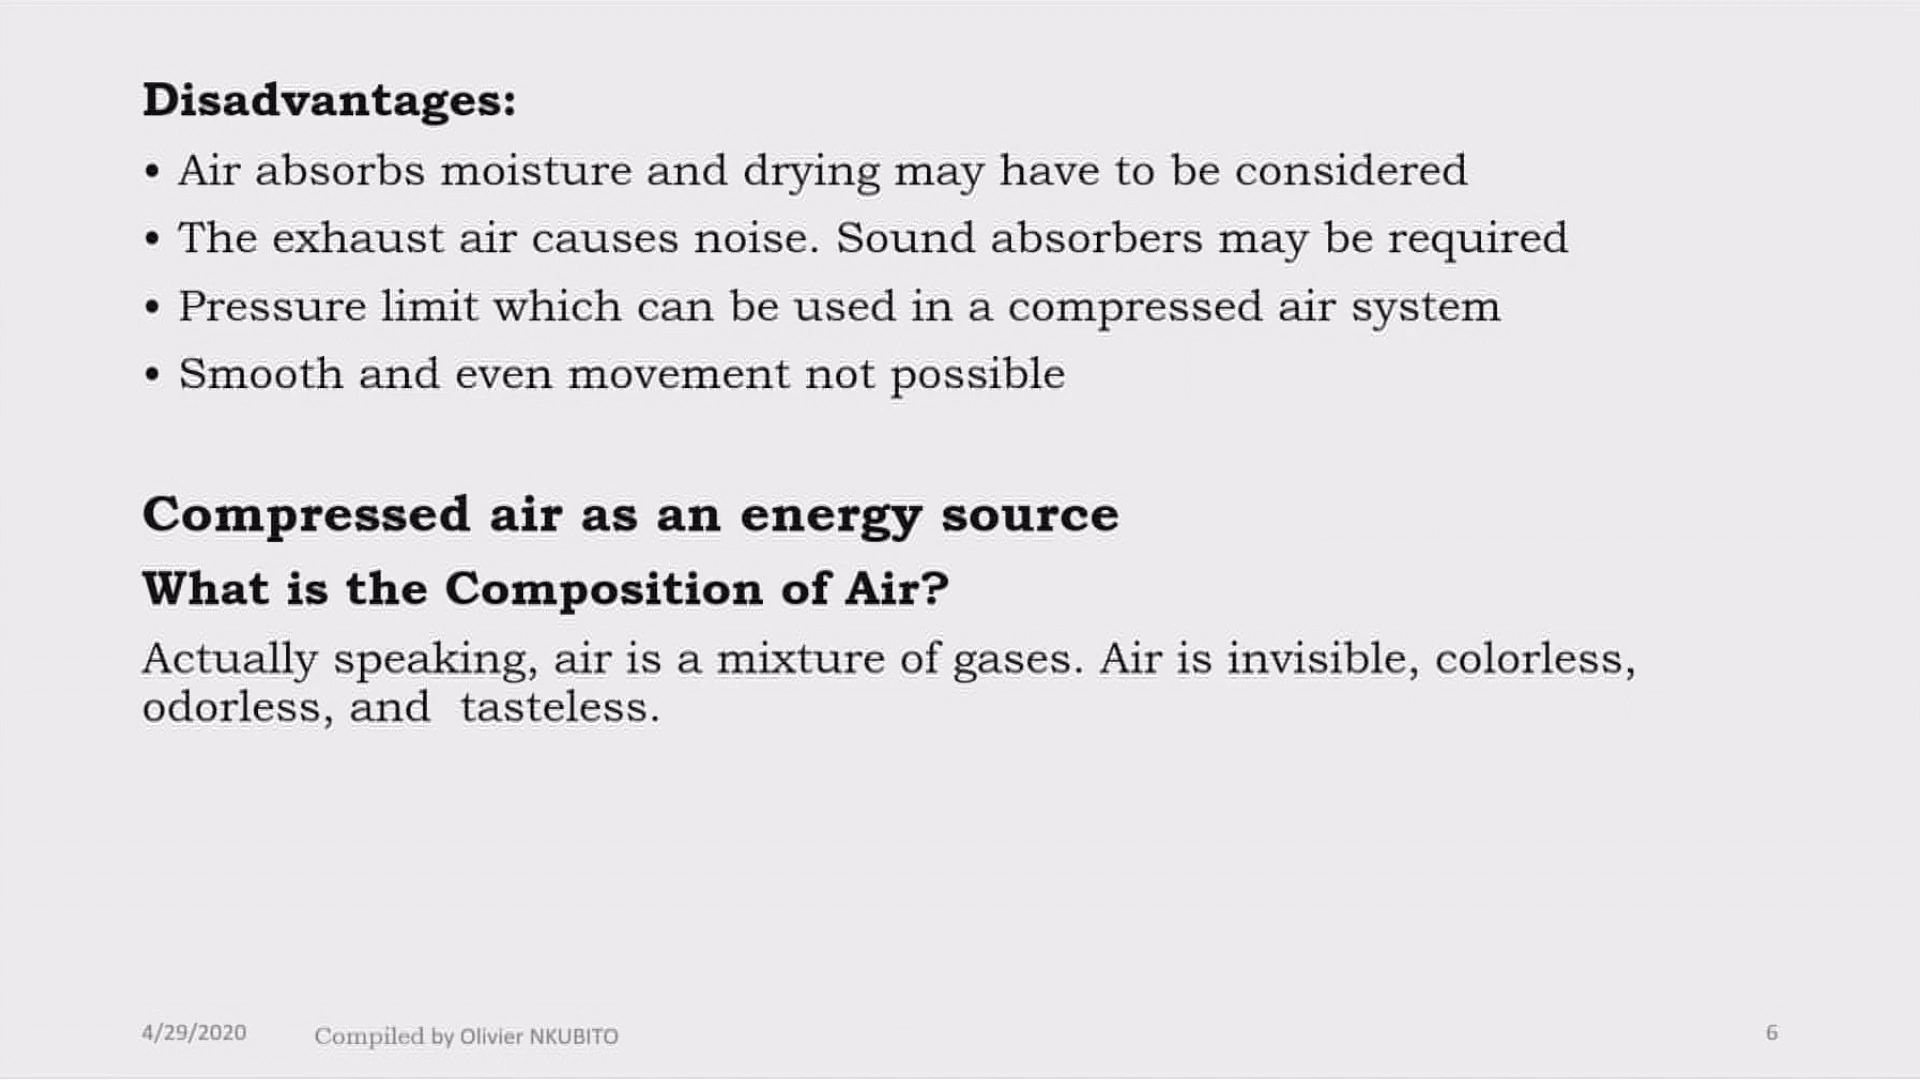 Disadvantages:
• Air absorbs moisture and drying may have to be considered
• The exhaust air causes noise. Sound absorbers may be required
• Pressure limit which can be used in a compressed air system
• Smooth and even movement not possible
Compressed air as an energy source
What is the Composition of Air?
Actually speaking, air is a mixture of gases. Air is invisible, colorless,
odorless, and  tasteless.
4/29/2020 Compiled by Olivier NKUBITO 6